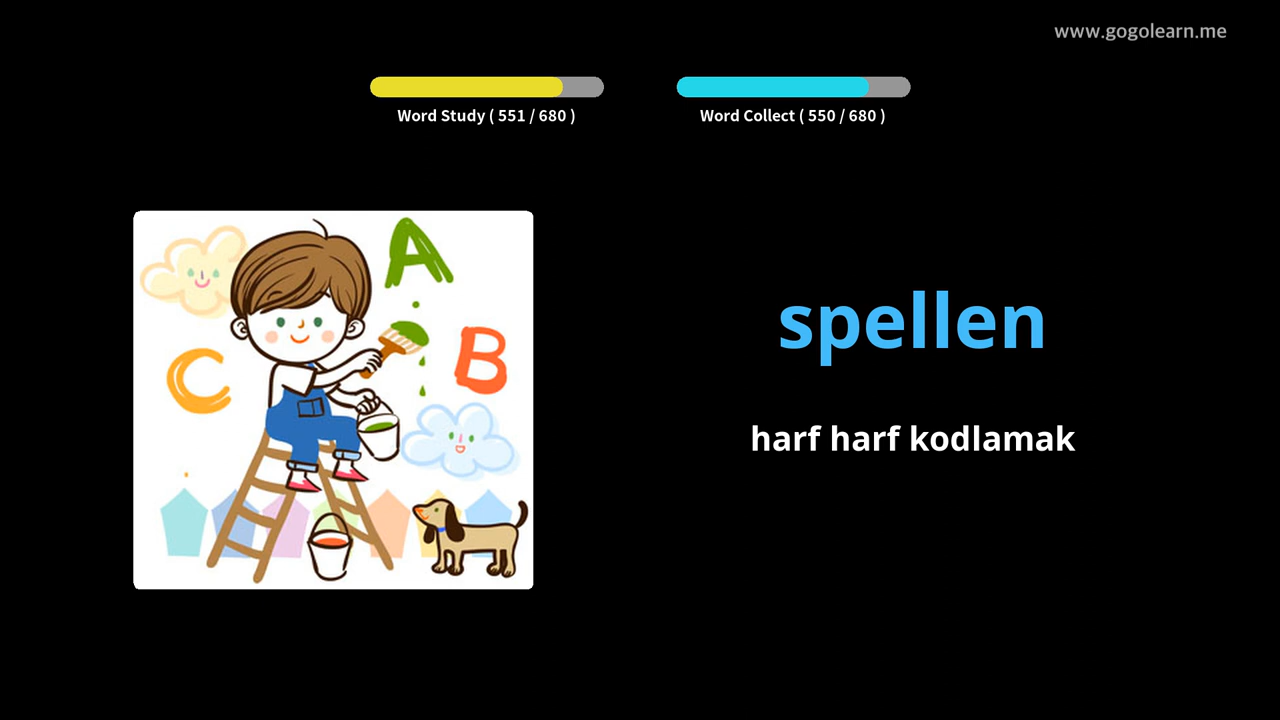 www.gogolearn.me
Word Study ( 551 / 680 )
Word Collect ( 550 / 680 )
A
B
C
spellen
harf harf kodlamak